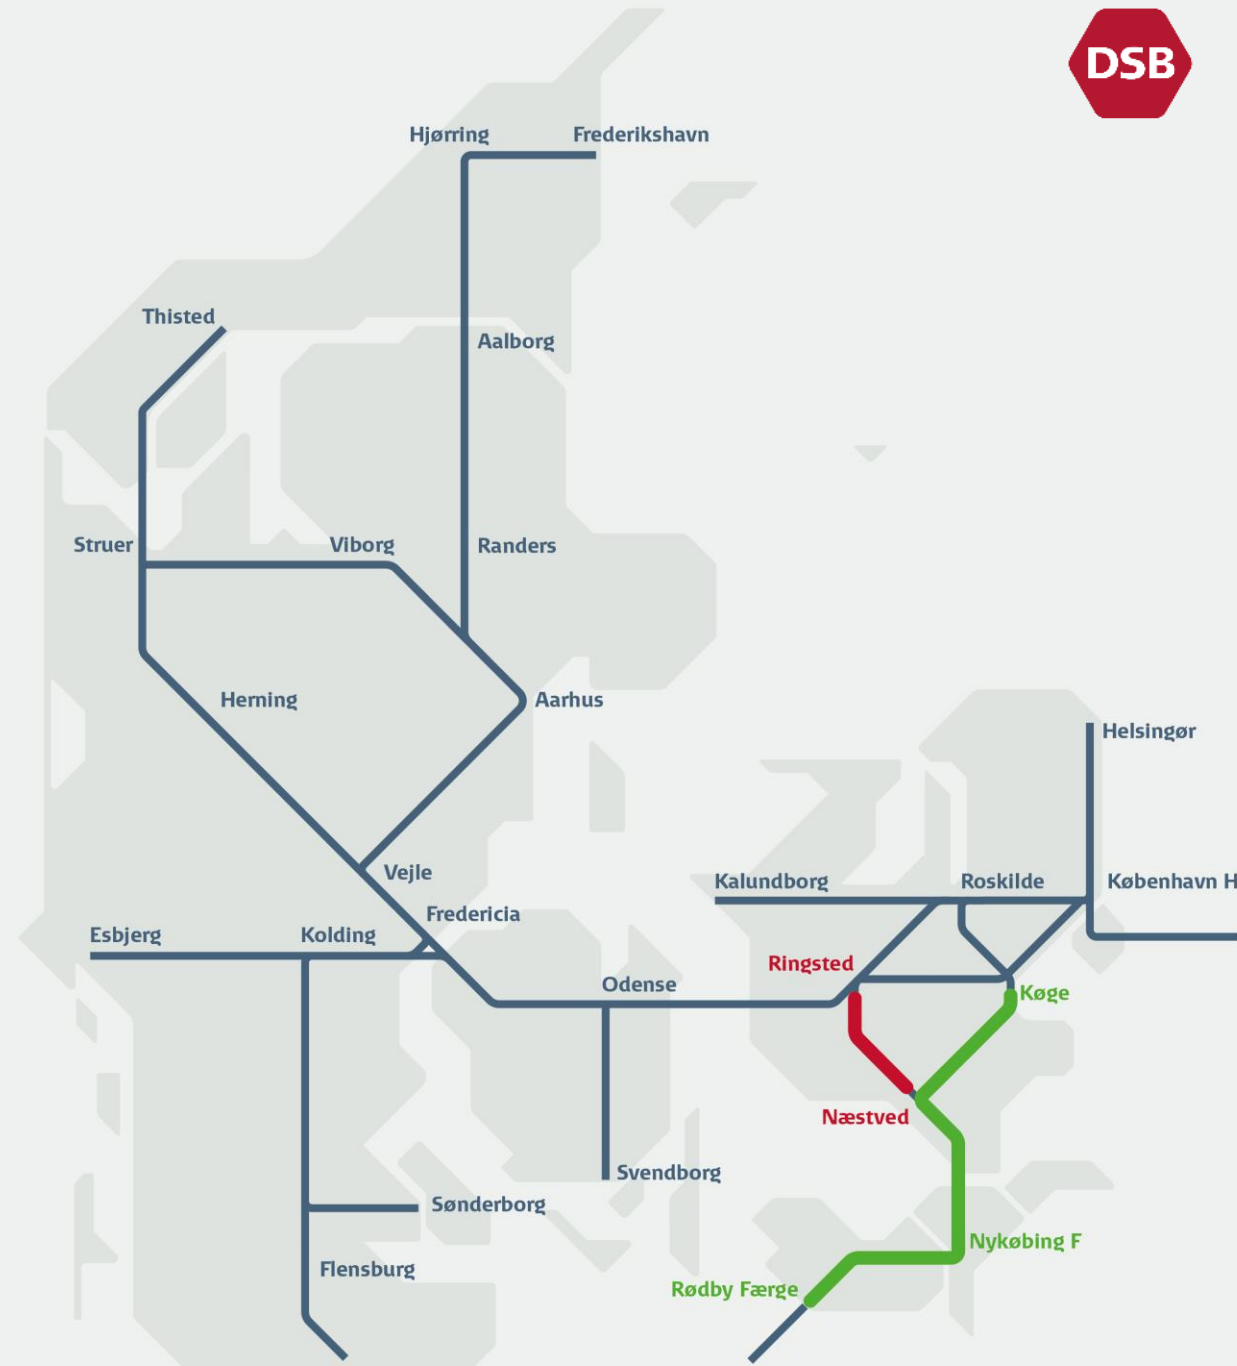 DSB
Hjørring
Frederikshavn
Thisted
Aalborg
Struer
Viborg
Randers
Herning
Aarhus
Helsingør
Vejle
Kalundborg
Roskilde
København H
Fredericia
Esbjerg
Kolding
Ringsted
Odense
Køge
Næstved
Svendborg
Sønderborg
Nykøbing F
Flensburg
Rødby Færge